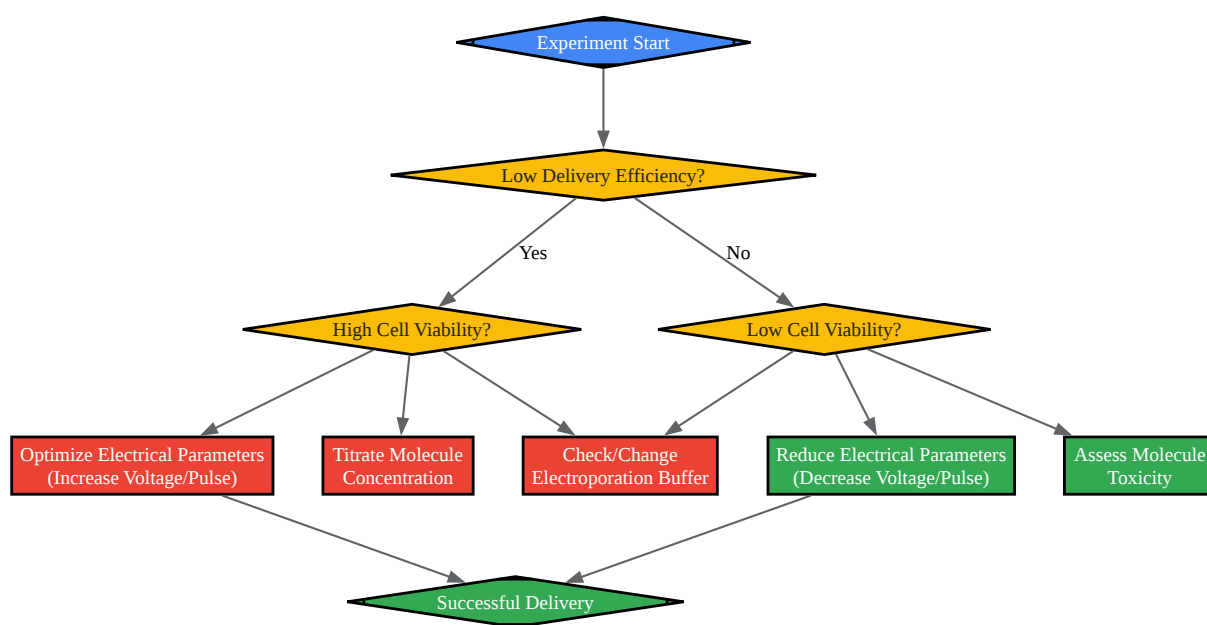 Experiment Start
Low Delivery Efficiency?
Yes
No
High Cell Viability?
Low Cell Viability?
Optimize Electrical Parameters
(Increase Voltage/Pulse)
Titrate Molecule
Concentration
Check/Change
Electroporation Buffer
Reduce Electrical Parameters
(Decrease Voltage/Pulse)
Assess Molecule
Toxicity
Successful Delivery